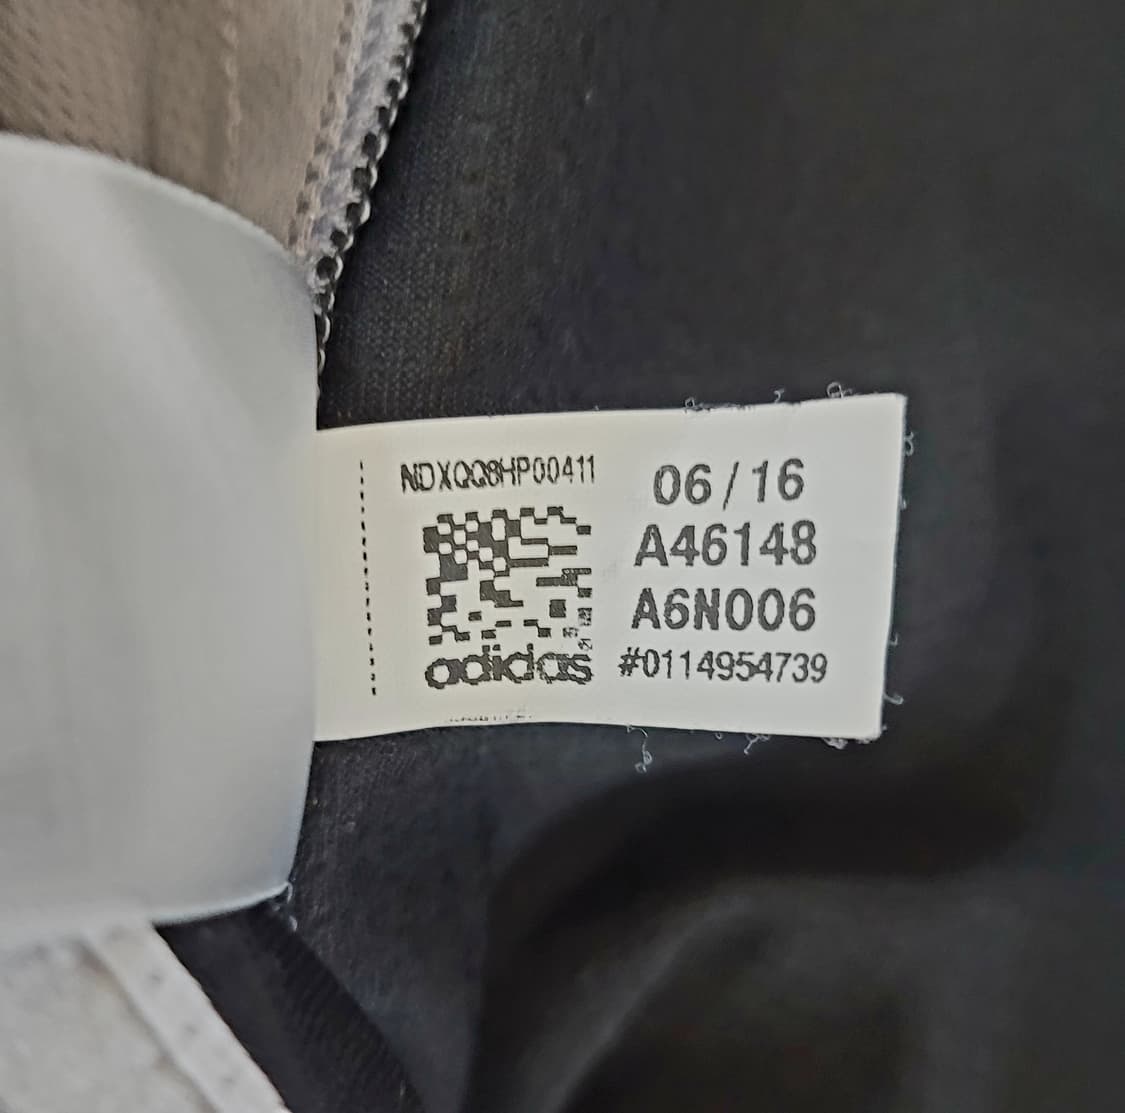 NDXQQ8HP00411
adidas
06/16
A46148
A6N006
#0114954739